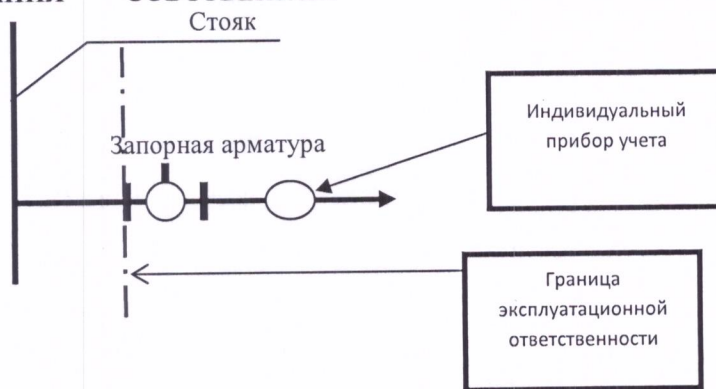 Стояк
Индивидуальный
прибор учета
Запорная арматура
Граница
эксплуатационной
ответственности